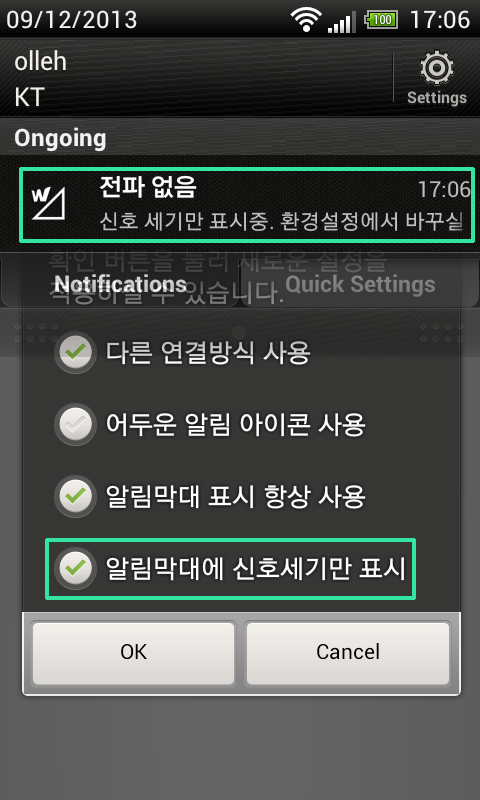 09/12/2013
100
17:06
olleh
KT
Settings
Ongoing
W
전파 없음
17:06
신호 세기만 표시중. 환경설정에서 바꾸실
확인 버튼을 눌러 새로운 설정을
적용하실 수 있습니다.
Notifications
Quick Settings
다른 연결방식 사용
어두운 알림 아이콘 사용
알림막대 표시 항상 사용
알림막대에 신호세기만 표시
OK
Cancel